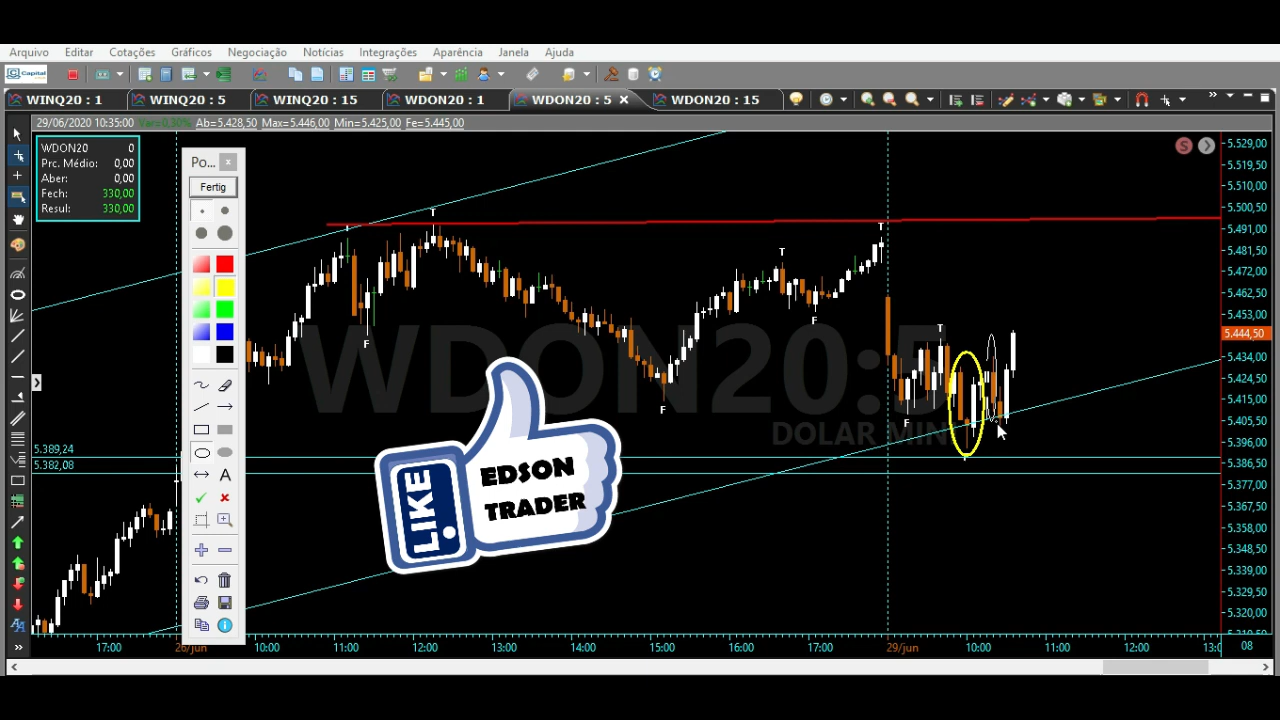 Arquivo Editar Cotações Gráficos Negociação Notícias Integrações Aparência Janela Ajuda
Capital
WINQ20 : 1 WINQ20 : 5 WINQ20 : 15 WDON20 : 1 WDON20 : 5 WDON20 : 15
29/06/2020 10:35:00 Var=0,30% Ab=5.428,50 Max=5.446,00 Min=5.425,00 Fe=5.445,00
WDON20 0
Prc. Médio: 0,00
Aber: 0,00
Fech: 330,00
Resul: 330,00
Po... x
Fertig
A
S
T T T T T
F F F F
WDON20:5
DOLAR MIN
LIKE
EDSON
TRADER
5.389,24
5.382,08
5.529,00
5.519,50
5.510,00
5.500,50
5.491,00
5.481,50
5.472,00
5.462,50
5.453,00
5.444,50
5.434,00
5.424,50
5.415,00
5.405,50
5.396,00
5.386,50
5.377,00
5.367,50
5.358,00
5.348,50
5.339,00
5.329,50
5.320,00
17:00 26/jun 10:00 11:00 12:00 13:00 14:00 15:00 16:00 17:00 29/jun 10:00 11:00 12:00 13:0 08